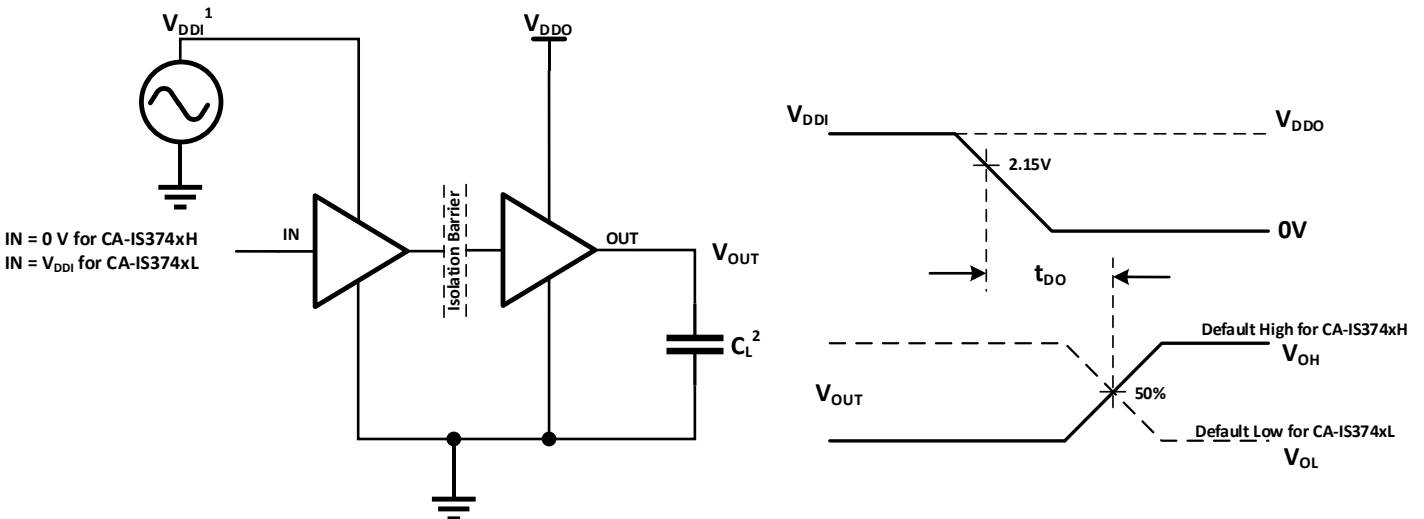 V_DDI^1
V_DDO
IN = 0 V for CA-IS374xH
IN = V_DDI for CA-IS374xL
IN
Isolation Barrier
OUT
V_OUT
C_L^2
V_DDI
V_DDO
2.15V
0V
t_DO
Default High for CA-IS374xH
V_OH
V_OUT
50%
Default Low for CA-IS374xL
V_OL